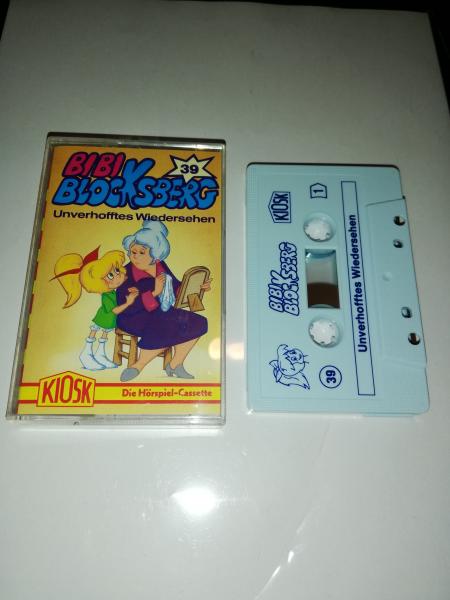 BIBI
39
BLOCKSBERG
Unverhofftes Wiedersehen
KIOSK
Die Hörspiel-Cassette
KIOSK
1
BIBI
BLOCKSBERG
Unverhofftes Wiedersehen
39